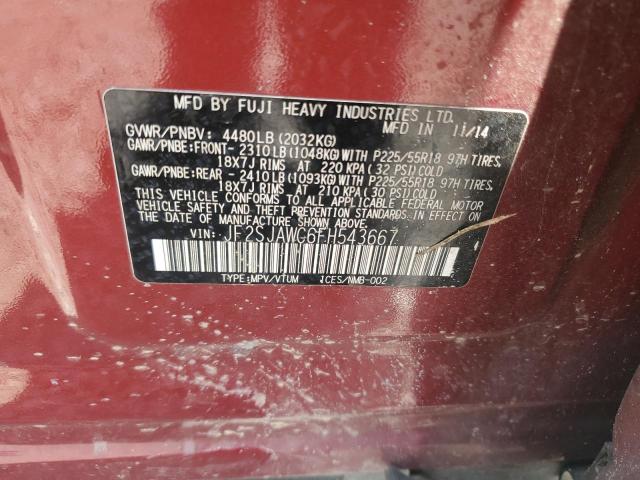 MFD BY FUJI HEAVY INDUSTRIES LTD.
GVWR/PNBV: 4480LB (2032KG) MFD IN 11/14
GAWR/PNBE:FRONT-2310LB (1048KG) WITH P225/55R18 97H TIRES,
18X7J RIMS AT 220 KPA ( 32 PSI) COLD
GAWR/PNBE:REAR -2410LB (1093KG) WITH P225/55R18 97H TIRES,
18X7J RIMS AT 210 KPA ( 30 PSI) COLD
THIS VEHICLE CONFORMS TO ALL APPLICABLE FEDERAL MOTOR
VEHICLE SAFETY AND THEFT PREVENTION STANDARDS IN EFFECT
ON THE DATE OF MANUFACTURE SHOWN ABOVE.
VIN: JF2SJAWC6FH543667
TYPE:MPV/VTUM ICES/NMB-002